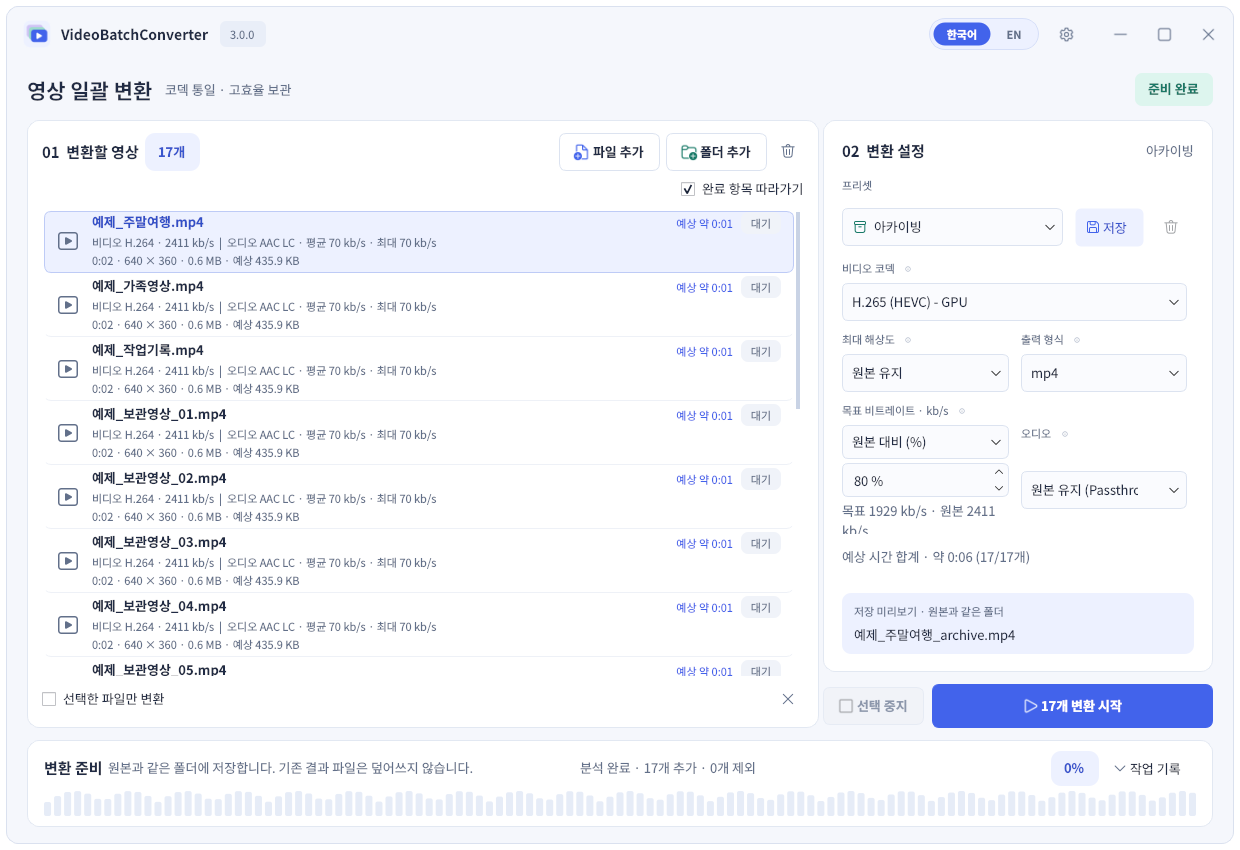 VideoBatchConverter 3.0.0 한국어 EN
영상 일괄 변환 코덱 통일 · 고효율 보관 준비 완료
01 변환할 영상 17개 파일 추가 폴더 추가
완료 항목 따라가기
예제_주말여행.mp4 예상 약 0:01 대기
비디오 H.264 · 2411 kb/s | 오디오 AAC LC · 평균 70 kb/s · 최대 70 kb/s
0:02 · 640 × 360 · 0.6 MB · 예상 435.9 KB
예제_가족영상.mp4 예상 약 0:01 대기
비디오 H.264 · 2411 kb/s | 오디오 AAC LC · 평균 70 kb/s · 최대 70 kb/s
0:02 · 640 × 360 · 0.6 MB · 예상 435.9 KB
예제_작업기록.mp4 예상 약 0:01 대기
비디오 H.264 · 2411 kb/s | 오디오 AAC LC · 평균 70 kb/s · 최대 70 kb/s
0:02 · 640 × 360 · 0.6 MB · 예상 435.9 KB
예제_보관영상_01.mp4 예상 약 0:01 대기
비디오 H.264 · 2411 kb/s | 오디오 AAC LC · 평균 70 kb/s · 최대 70 kb/s
0:02 · 640 × 360 · 0.6 MB · 예상 435.9 KB
예제_보관영상_02.mp4 예상 약 0:01 대기
비디오 H.264 · 2411 kb/s | 오디오 AAC LC · 평균 70 kb/s · 최대 70 kb/s
0:02 · 640 × 360 · 0.6 MB · 예상 435.9 KB
예제_보관영상_03.mp4 예상 약 0:01 대기
비디오 H.264 · 2411 kb/s | 오디오 AAC LC · 평균 70 kb/s · 최대 70 kb/s
0:02 · 640 × 360 · 0.6 MB · 예상 435.9 KB
예제_보관영상_04.mp4 예상 약 0:01 대기
비디오 H.264 · 2411 kb/s | 오디오 AAC LC · 평균 70 kb/s · 최대 70 kb/s
0:02 · 640 × 360 · 0.6 MB · 예상 435.9 KB
예제_보관영상_05.mp4 예상 약 0:01 대기
선택한 파일만 변환
02 변환 설정 아카이빙
프리셋
아카이빙 저장
비디오 코덱
H.265 (HEVC) - GPU
최대 해상도 출력 형식
원본 유지 mp4
목표 비트레이트 · kb/s 오디오
원본 대비 (%)
80 % 원본 유지 (Passthrc
목표 1929 kb/s · 원본 2411
kb/s
예상 시간 합계 · 약 0:06 (17/17개)
저장 미리보기 · 원본과 같은 폴더
예제_주말여행_archive.mp4
선택 중지 17개 변환 시작
변환 준비 원본과 같은 폴더에 저장합니다. 기존 결과 파일은 덮어쓰지 않습니다. 분석 완료 · 17개 추가 · 0개 제외 0% 작업 기록